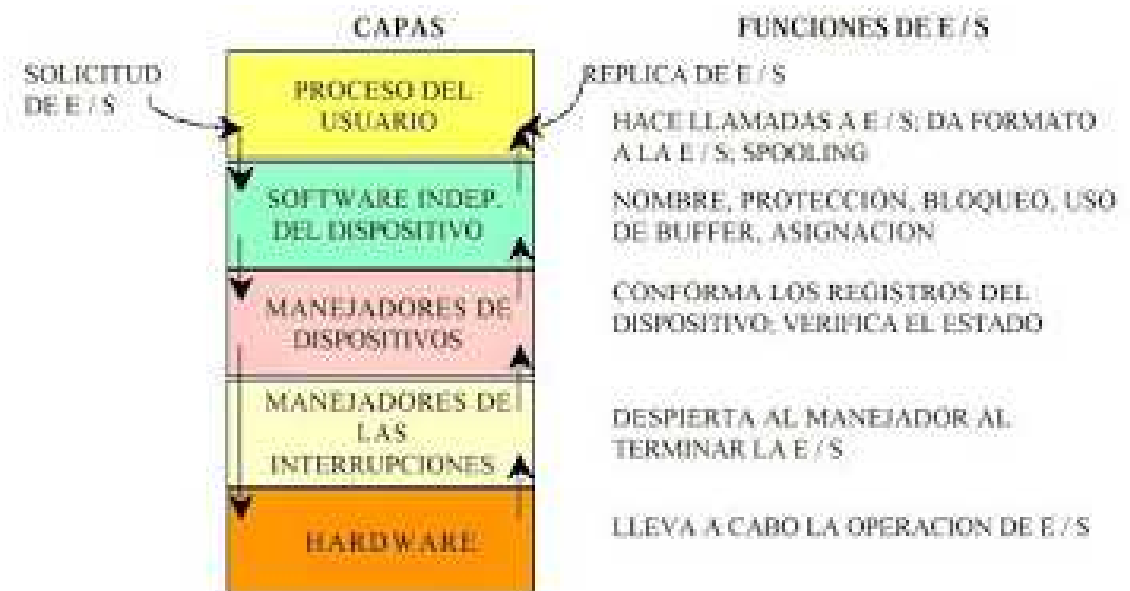 CAPAS
FUNCIONES DE E / S
SOLICITUD
DE E / S
REPLICA DE E / S
PROCESO DEL
USUARIO
HACE LLAMADAS A E / S; DA FORMATO
A LA E / S; SPOOLING
SOFTWARE INDEP.
DEL DISPOSITIVO
NOMBRE, PROTECCION, BLOQUEO, USO
DE BUFFER, ASIGNACION
MANEJADORES DE
DISPOSITIVOS
CONFORMA LOS REGISTROS DEL
DISPOSITIVO; VERIFICA EL ESTADO
MANEJADORES DE
LAS
INTERRUPCIONES
DESPIERTA AL MANEJADOR AL
TERMINAR LA E / S
HARDWARE
LLEVA A CABO LA OPERACION DE E / S